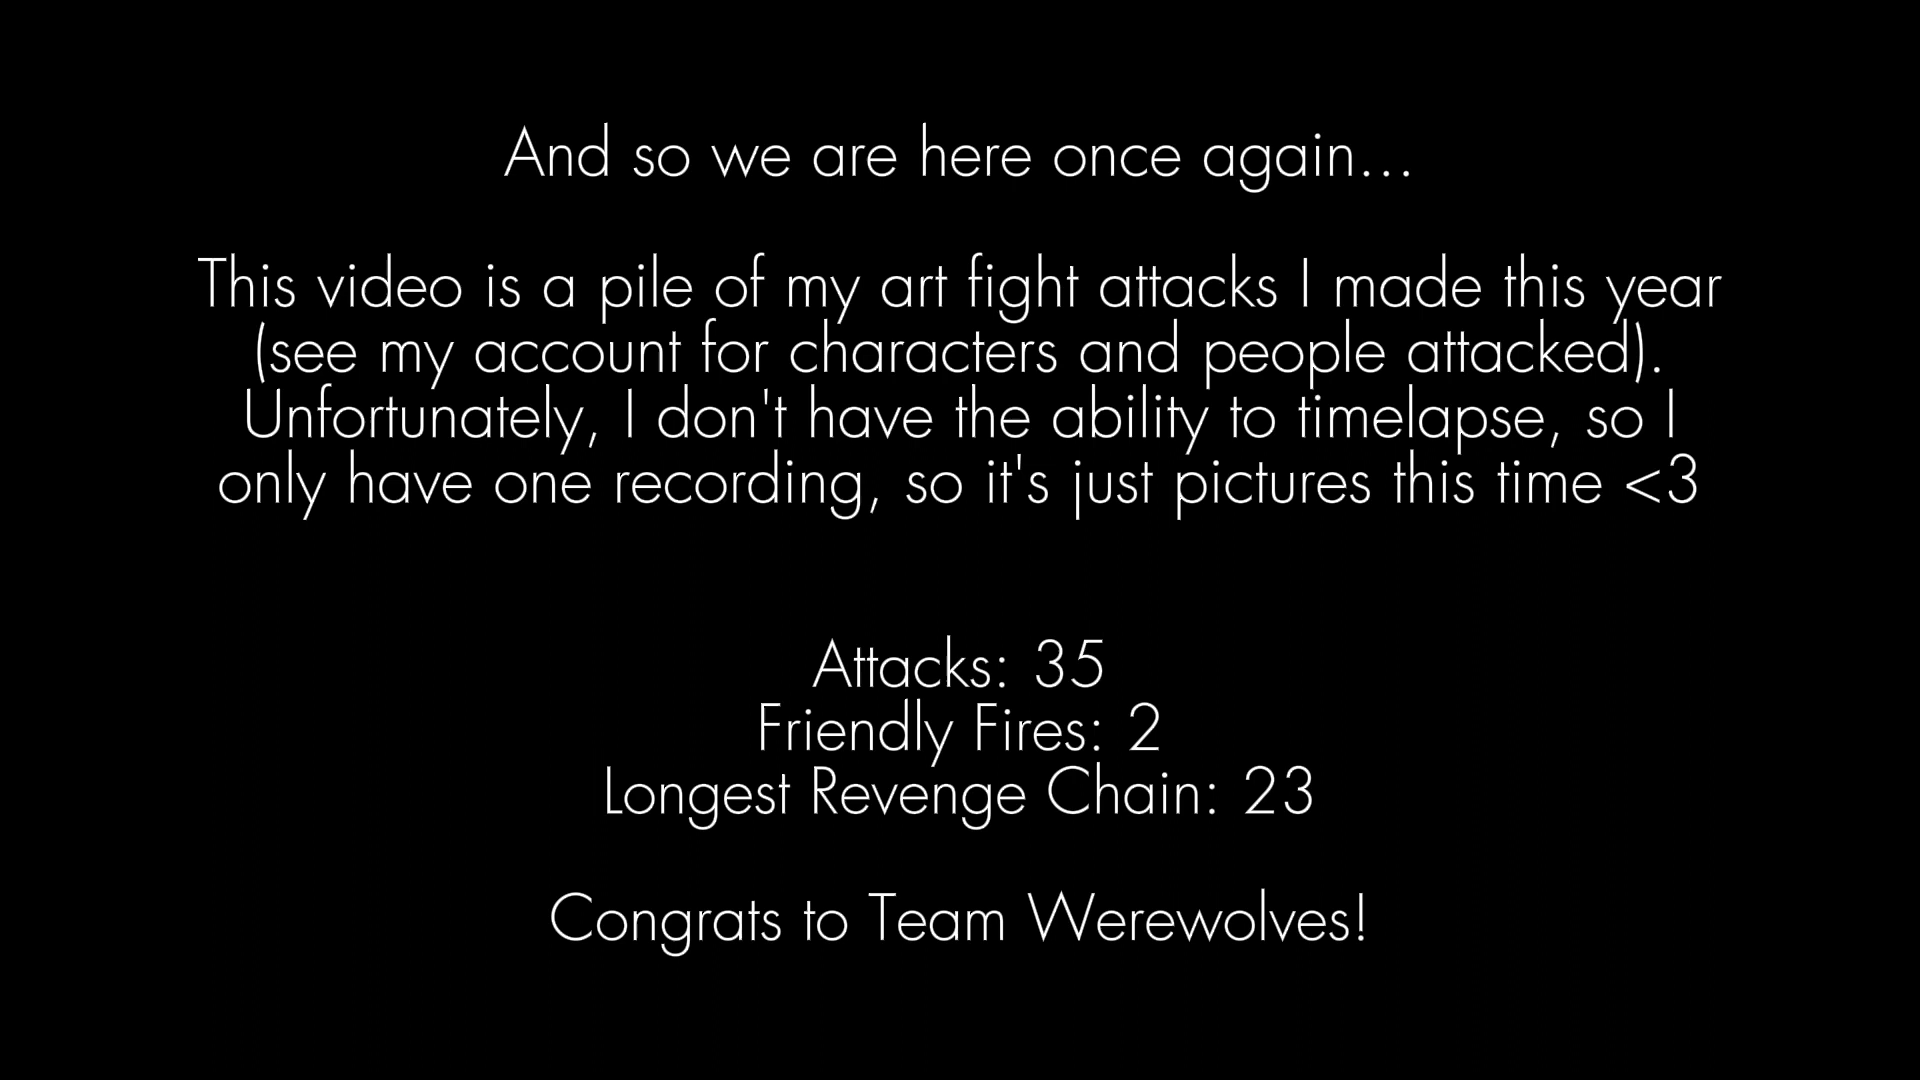 And so we are here once again...
This video is a pile of my art fight attacks I made this year
(see my account for characters and people attacked).
Unfortunately, I don't have the ability to timelapse, so I
only have one recording, so it's just pictures this time <3
Attacks: 35
Friendly Fires: 2
Longest Revenge Chain: 23
Congrats to Team Werewolves!